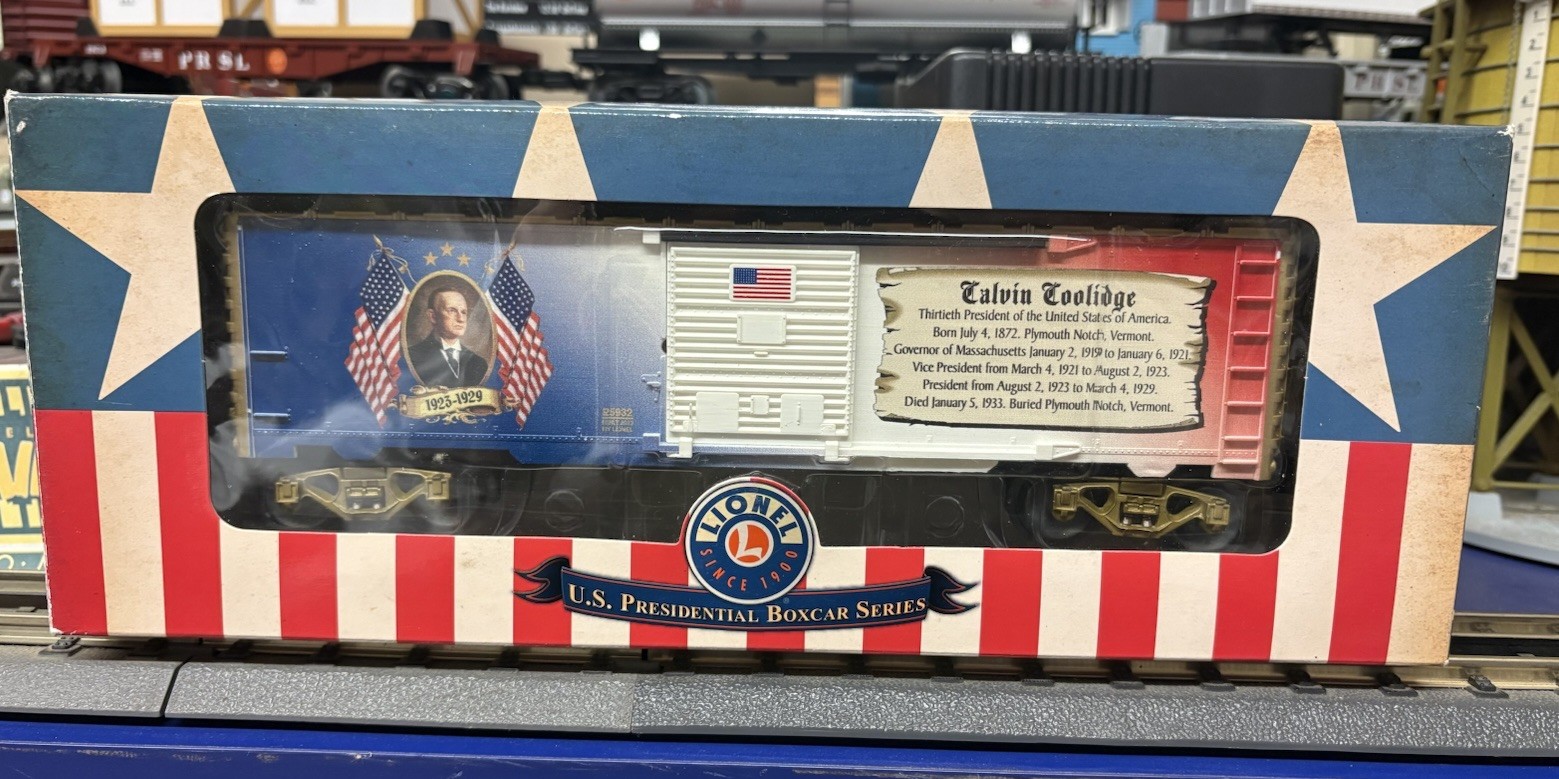 PRSL
Calvin Coolidge
Thirtieth President of the United States of America.
Born July 4, 1872. Plymouth Notch, Vermont.
Governor of Massachusetts January 2, 1919 to January 6, 1921.
Vice President from March 4, 1921 to August 2, 1923.
President from August 2, 1923 to March 4, 1929.
Died January 5, 1933. Buried Plymouth Notch, Vermont.
1923-1929
25932
BY LIONEL
LIONEL
L
SINCE 1900
U.S. PRESIDENTIAL BOXCAR SERIES